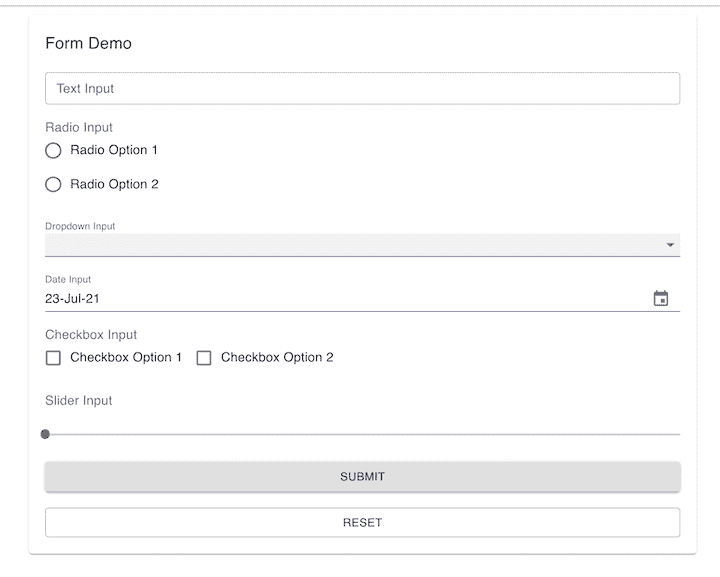 Form Demo
Text Input
Radio Input
Radio Option 1
Radio Option 2
Dropdown Input
Date Input
23-Jul-21
Checkbox Input
Checkbox Option 1 Checkbox Option 2
Slider Input
SUBMIT
RESET